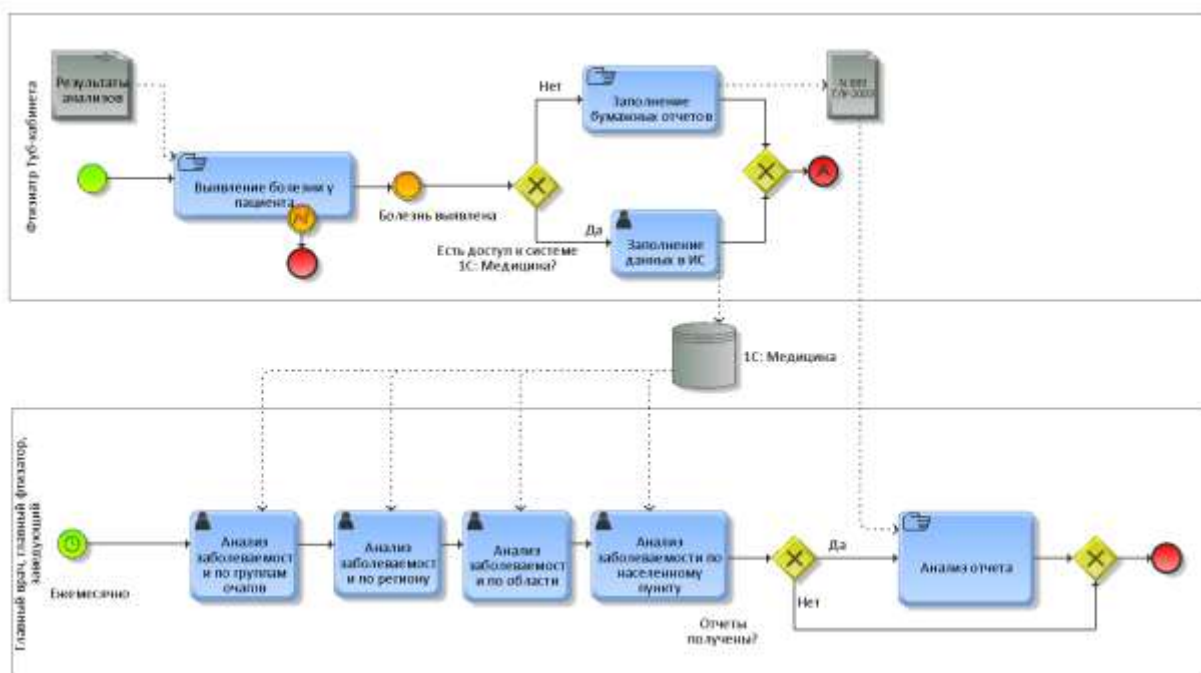 Фтизиатр Туб-кабинета
Результаты
анализов
Выявление болезни у
пациента
Болезнь выявлена
Нет
Заполнение
бумажных отчетов
Да
Заполнение
данных в ИС
Есть доступ к системе
1С: Медицина?
1С: Медицина
Главный врач, главный фтизатор,
заведующий
Ежемесячно
Анализ
заболеваемост
и по группам
очагов
Анализ
заболеваемост
и по региону
Анализ
заболеваемост
и по области
Анализ
заболеваемости по
населенному
пункту
Да
Нет
Отчеты
получены?
Анализ отчета